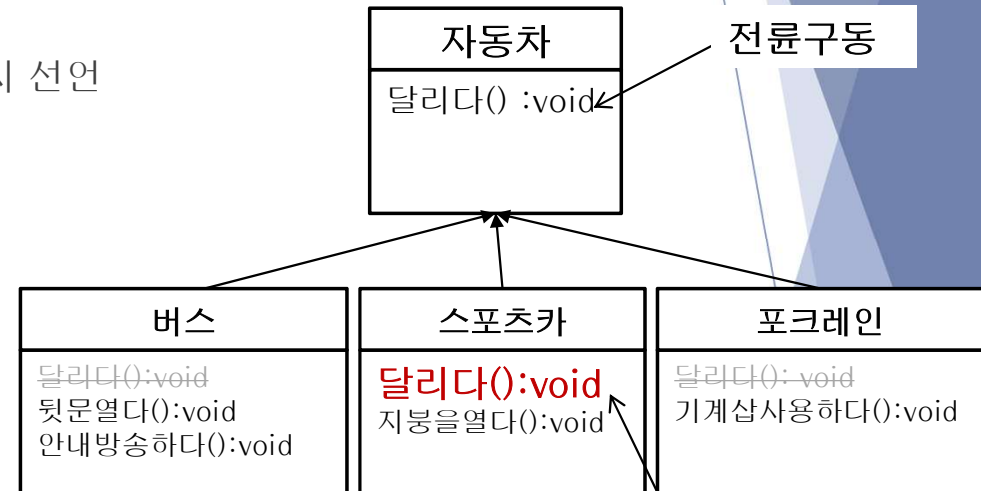 자동차
전륜구동
선언
달리다() :void
버스
스포츠카
포크레인
달리다():void
뒷문열다():void
안내방송하다():void
달리다():void
지붕을열다():void
달리다(): void
기계삽사용하다():void